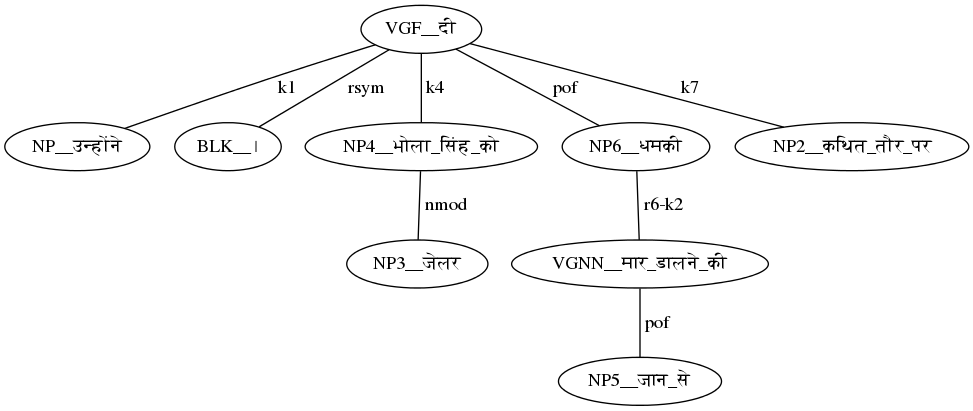 VGF__दी
k1
rsym
k4
pof
k7
NP__उन्होंने
BLK__।
NP4__भोला_सिंह_को
NP6__धमकी
NP2__कथित_तौर_पर
nmod
r6-k2
NP3__जेलर
VGNN__मार_डालने_की
pof
NP5__जान_से